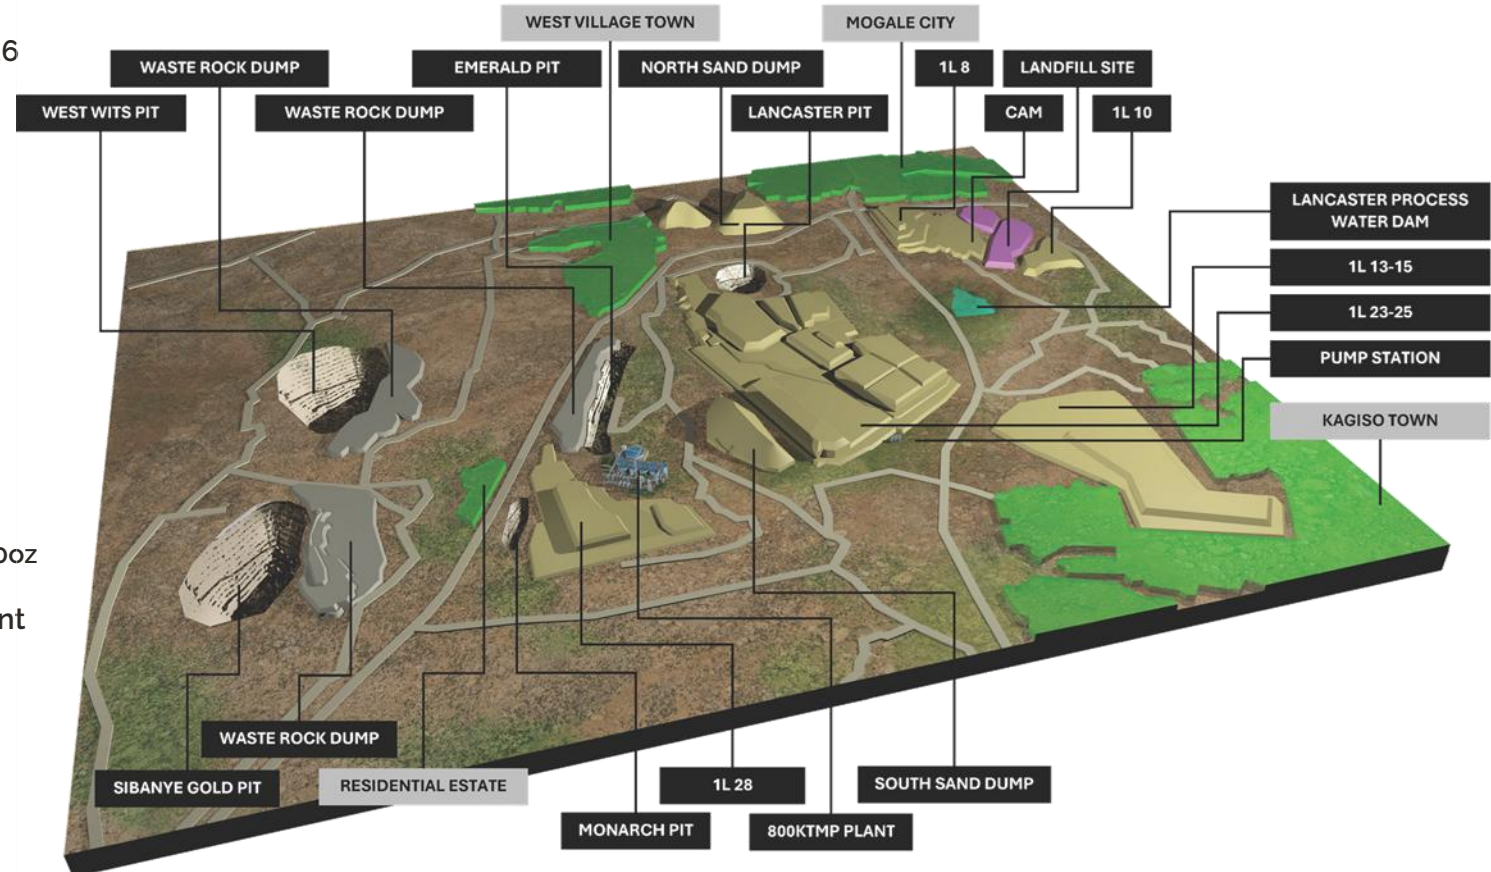 WEST VILLAGE TOWN
MOGALE CITY
6
WASTE ROCK DUMP
EMERALD PIT
NORTH SAND DUMP
1L 8
LANDFILL SITE
WEST WITS PIT
WASTE ROCK DUMP
LANCASTER PIT
CAM
1L 10
LANCASTER PROCESS
WATER DAM
1L 13-15
1L 23-25
PUMP STATION
KAGISO TOWN
oz
nt
WASTE ROCK DUMP
SIBANYE GOLD PIT
RESIDENTIAL ESTATE
1L 28
SOUTH SAND DUMP
MONARCH PIT
800KTMP PLANT